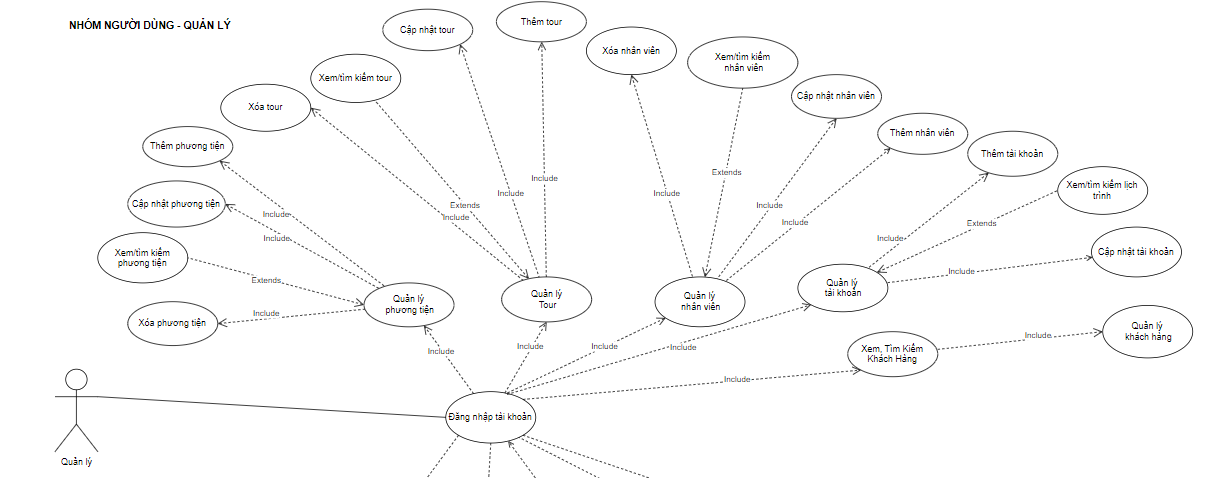 NHÓM NGƯỜI DÙNG - QUẢN LÝ
Cập nhật tour
Thêm tour
Xóa nhân viên
Xem/tìm kiếm
nhân viên
Xem/tìm kiếm tour
Cập nhật nhân viên
Xóa tour
Thêm nhân viên
Thêm phương tiện
Thêm tài khoản
Xem/tìm kiếm lịch
trình
Cập nhật phương tiện
Xem/tìm kiếm
phương tiện
Cập nhật tài khoản
Xóa phương tiện
Include
Include
Include
Extends
Include
Include
Extends
Include
Include
Include
Extends
Include
Include
Include
Extends
Include
Include
Quản lý
phương tiện
Quản lý
Tour
Quản lý
nhân viên
Quản lý
tài khoản
Xem, Tìm Kiếm
Khách Hàng
Include
Quản lý
khách hàng
Include
Include
Include
Include
Include
Đăng nhập tài khoản
Quản lý